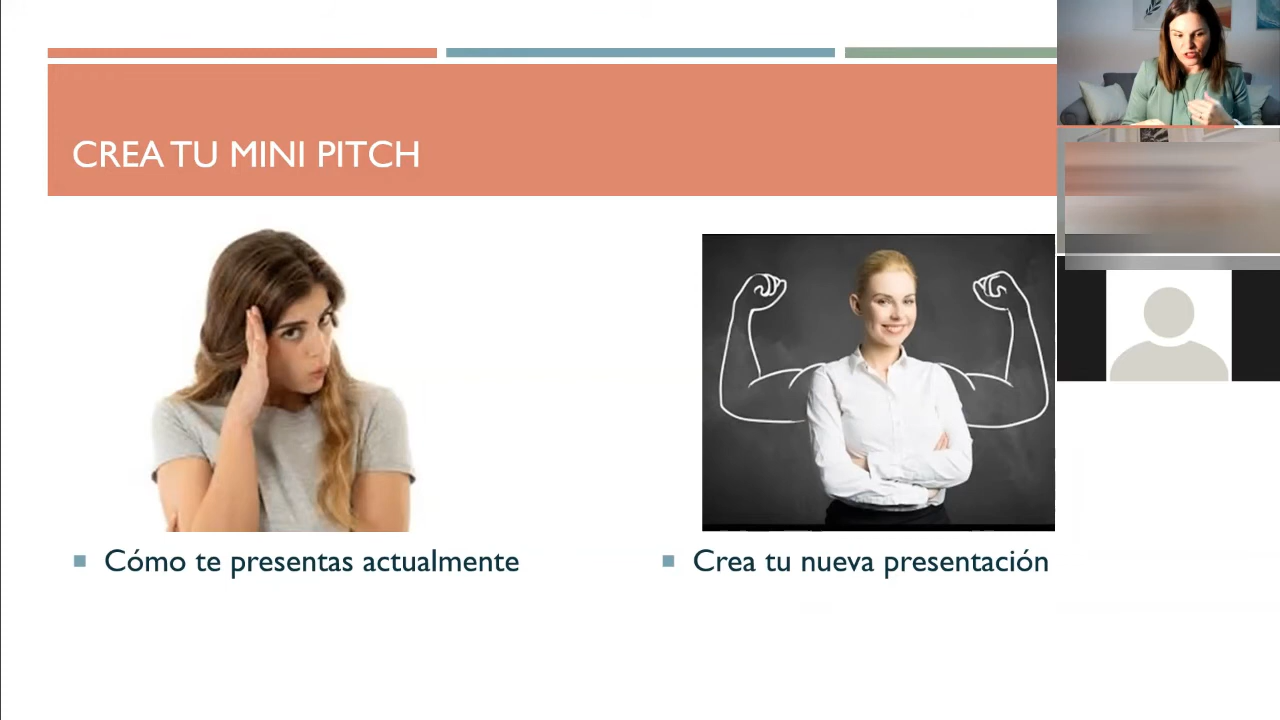 CREA TU MINI PITCH
Cómo te presentas actualmente
Crea tu nueva presentación